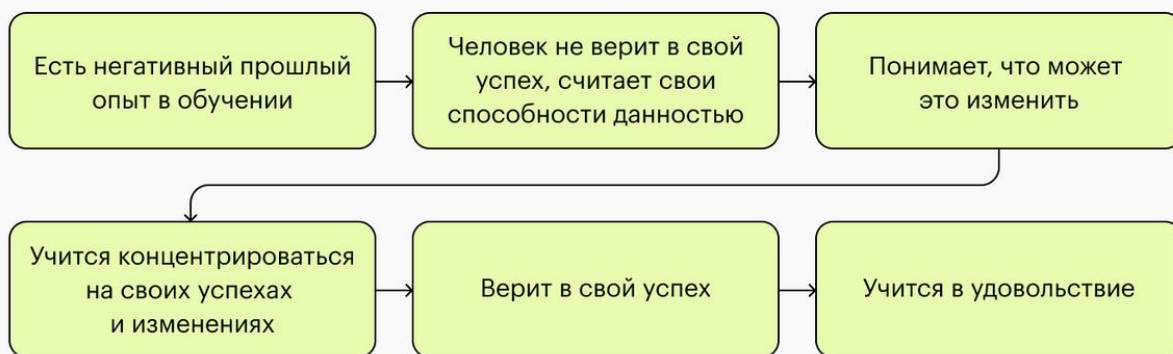 Есть негативный прошлый
опыт в обучении
Человек не верит в свой
успех, считает свои
способности данностью
Понимает, что может
это изменить
Учится концентрироваться
на своих успехах
и изменениях
Верит в свой успех
Учится в удовольствие